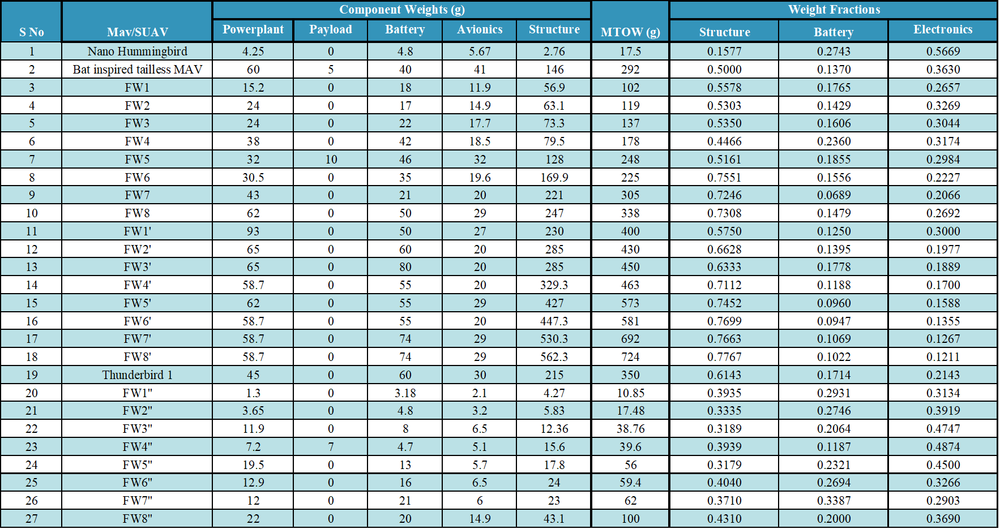 Component Weights (g) Weight Fractions
S No Mav/SUAV Powerplant Payload Battery Avionics Structure MTOW (g) Structure Battery Electronics
1 Nano Hummingbird 4.25 0 4.8 5.67 2.76 17.5 0.1577 0.2743 0.5669
2 Bat inspired tailless MAV 60 5 40 41 146 292 0.5000 0.1370 0.3630
3 FW1 15.2 0 18 11.9 56.9 102 0.5578 0.1765 0.2657
4 FW2 24 0 17 14.9 63.1 119 0.5303 0.1429 0.3269
5 FW3 24 0 22 17.7 73.3 137 0.5350 0.1606 0.3044
6 FW4 38 0 42 18.5 79.5 178 0.4466 0.2360 0.3174
7 FW5 32 10 46 32 128 248 0.5161 0.1855 0.2984
8 FW6 30.5 0 35 19.6 169.9 225 0.7551 0.1556 0.2227
9 FW7 43 0 21 20 221 305 0.7246 0.0689 0.2066
10 FW8 62 0 50 29 247 338 0.7308 0.1479 0.2692
11 FW1' 93 0 50 27 230 400 0.5750 0.1250 0.3000
12 FW2' 65 0 60 20 285 430 0.6628 0.1395 0.1977
13 FW3' 65 0 80 20 285 450 0.6333 0.1778 0.1889
14 FW4' 58.7 0 55 20 329.3 463 0.7112 0.1188 0.1700
15 FW5' 62 0 55 29 427 573 0.7452 0.0960 0.1588
16 FW6' 58.7 0 55 20 447.3 581 0.7699 0.0947 0.1355
17 FW7' 58.7 0 74 29 530.3 692 0.7663 0.1069 0.1267
18 FW8' 58.7 0 74 29 562.3 724 0.7767 0.1022 0.1211
19 Thunderbird 1 45 0 60 30 215 350 0.6143 0.1714 0.2143
20 FW1" 1.3 0 3.18 2.1 4.27 10.85 0.3935 0.2931 0.3134
21 FW2" 3.65 0 4.8 3.2 5.83 17.48 0.3335 0.2746 0.3919
22 FW3" 11.9 0 8 6.5 12.36 38.76 0.3189 0.2064 0.4747
23 FW4" 7.2 7 4.7 5.1 15.6 39.6 0.3939 0.1187 0.4874
24 FW5" 19.5 0 13 5.7 17.8 56 0.3179 0.2321 0.4500
25 FW6" 12.9 0 16 6.5 24 59.4 0.4040 0.2694 0.3266
26 FW7" 12 0 21 6 23 62 0.3710 0.3387 0.2903
27 FW8" 22 0 20 14.9 43.1 100 0.4310 0.2000 0.3690